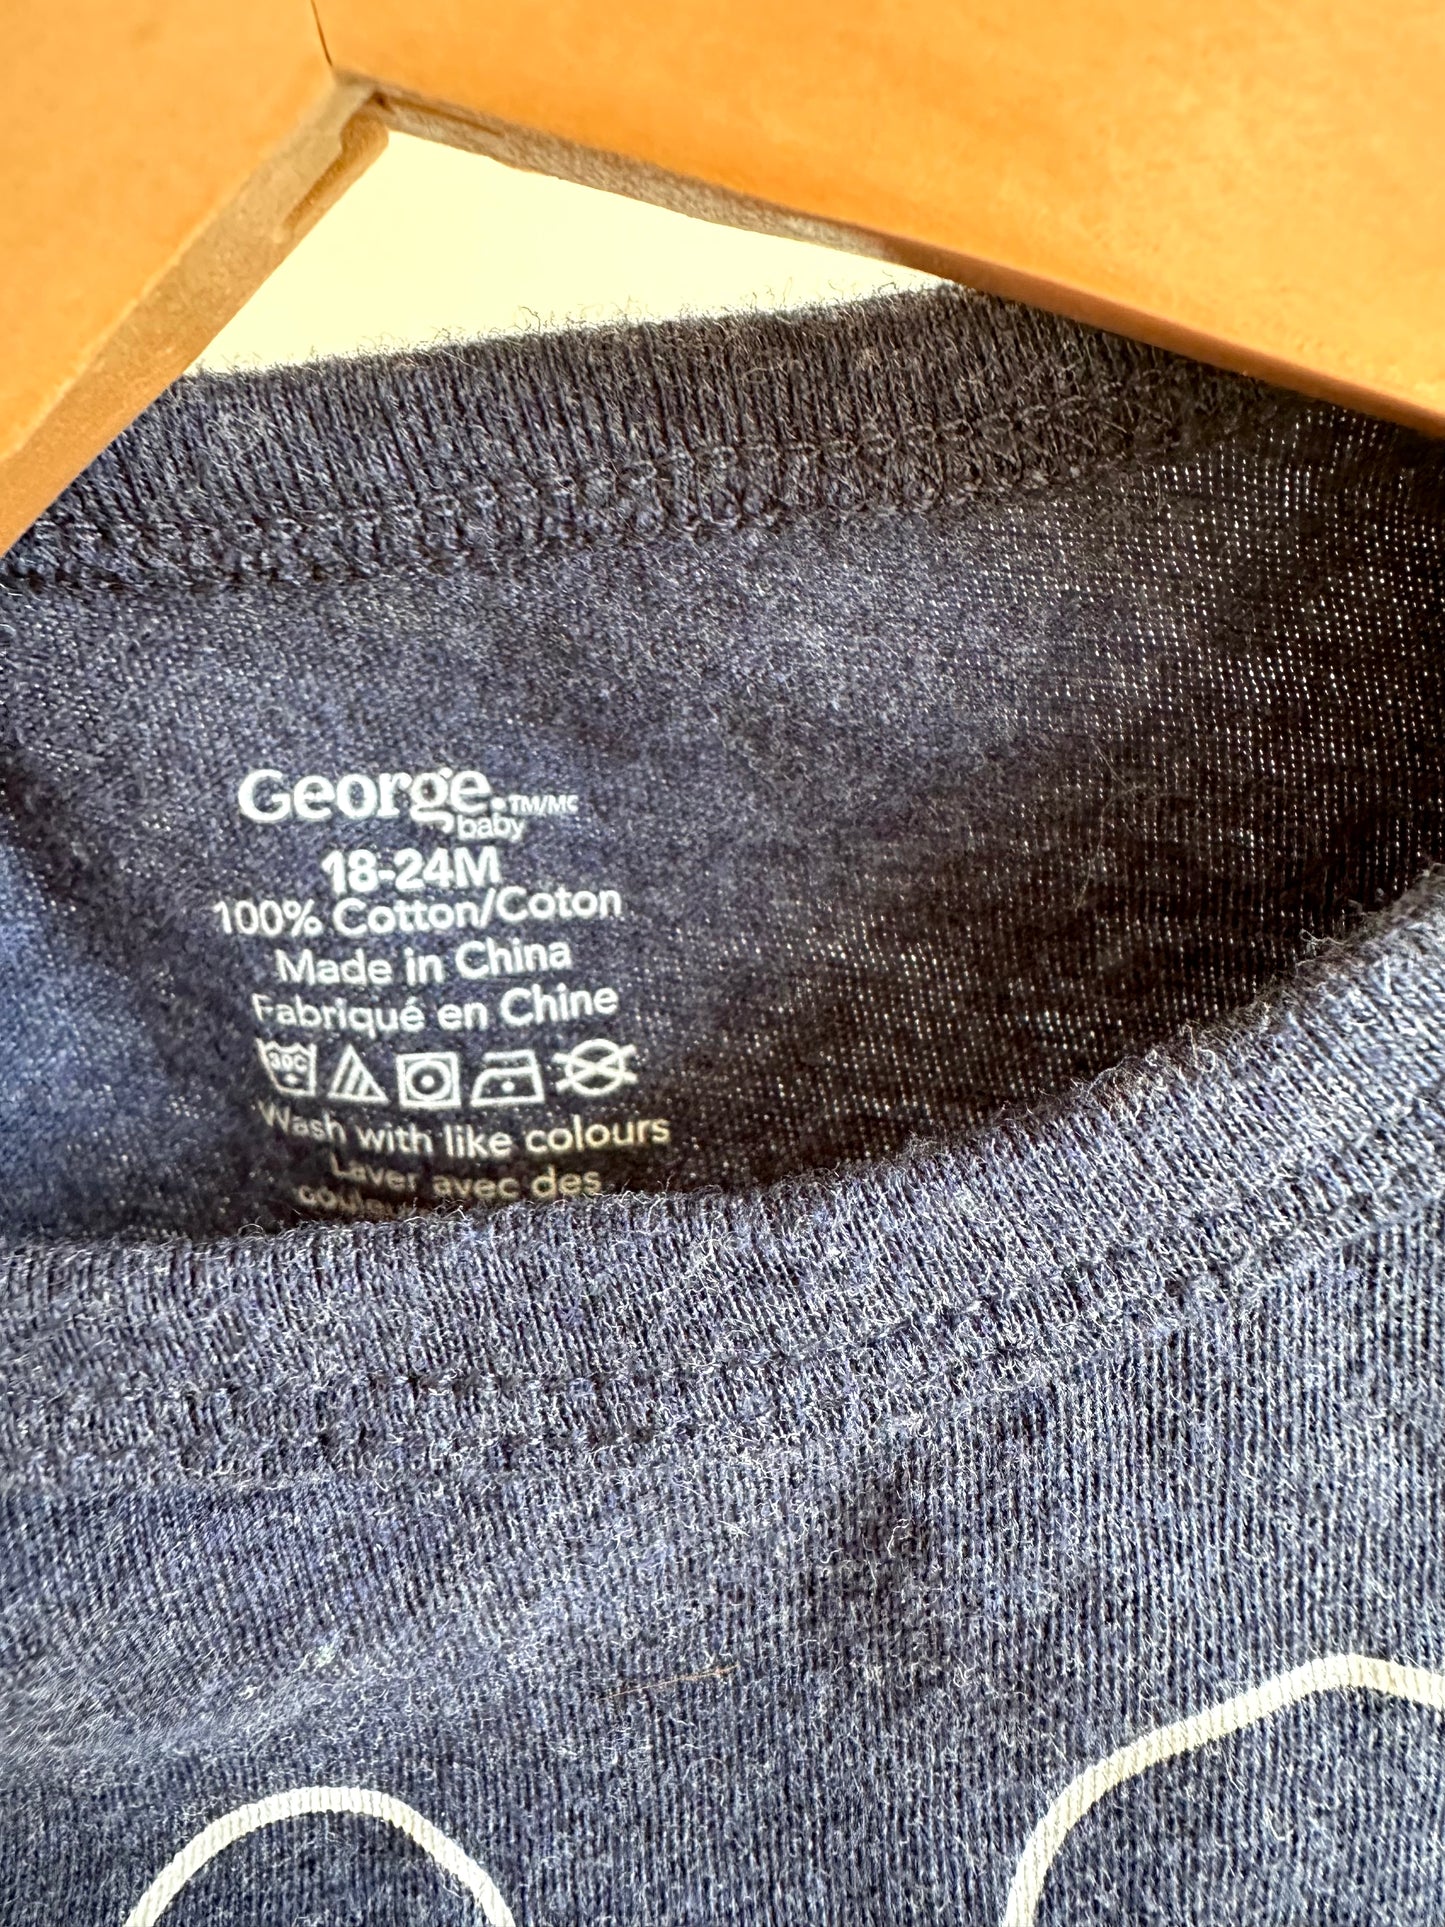 George.TM/MC
baby
18-24M
100% Cotton/Coton
Made in China
Fabriqué en Chine
30C
Wash with like colours
Laver avec des